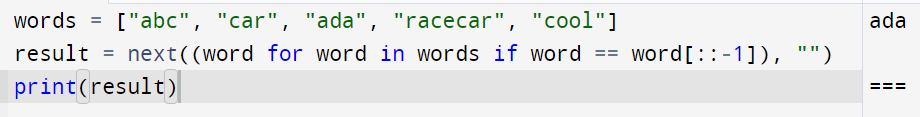 words = ["abc", "car", "ada", "racecar", "cool"]
result = next((word for word in words if word == word[::-1]), "")
print(result)
ada
===